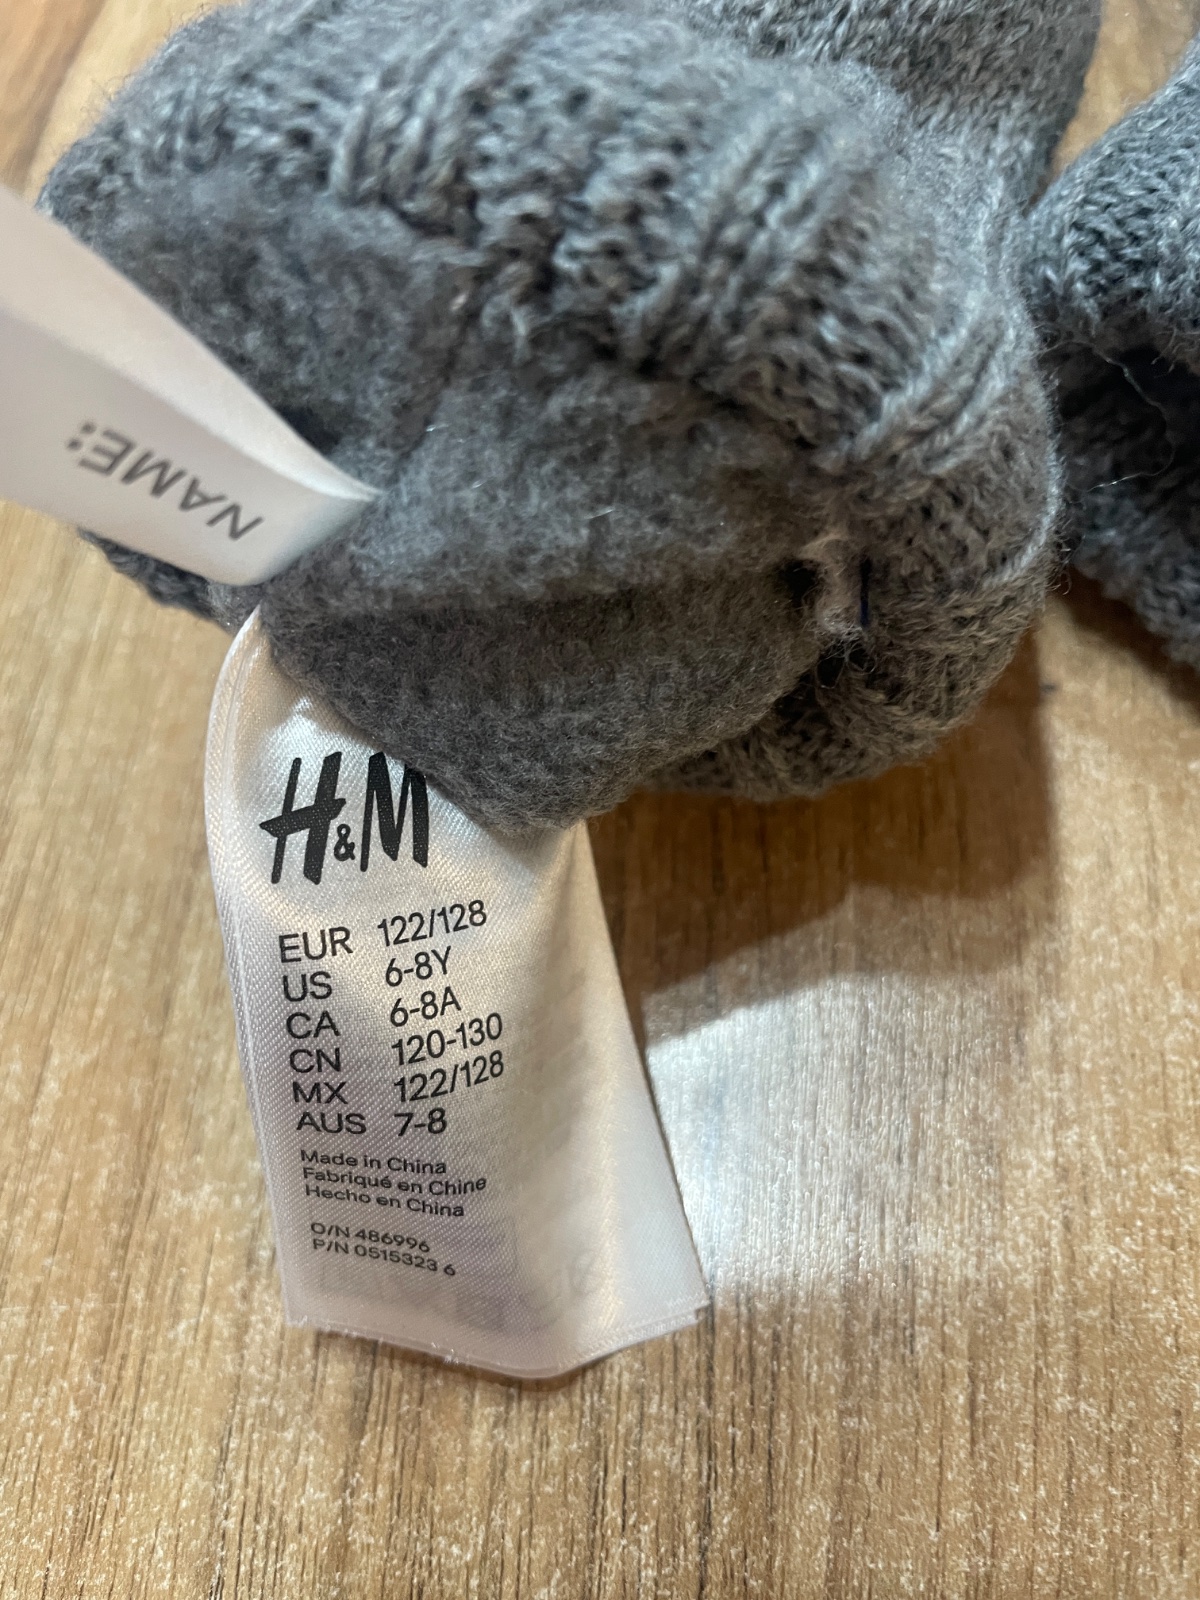 NAME:
H&M
EUR 122/128
US 6-8Y
CA 6-8A
CN 120-130
MX 122/128
AUS 7-8
Made in China
Fabriqué en Chine
Hecho en China
O/N 486996
P/N 0515323 6